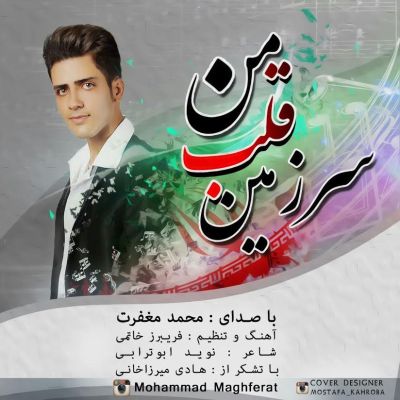 سرزمین
قلب
من
با صدای : محمد مغفرت
آهنگ و تنظیم : فریبرز خاتمی
شاعر : نوید ابوترابی
با تشکر از : هادی میرزاخانی
Mohammad Maghferat
COVER DESIGNER
MOSTAFA_KAHROBA